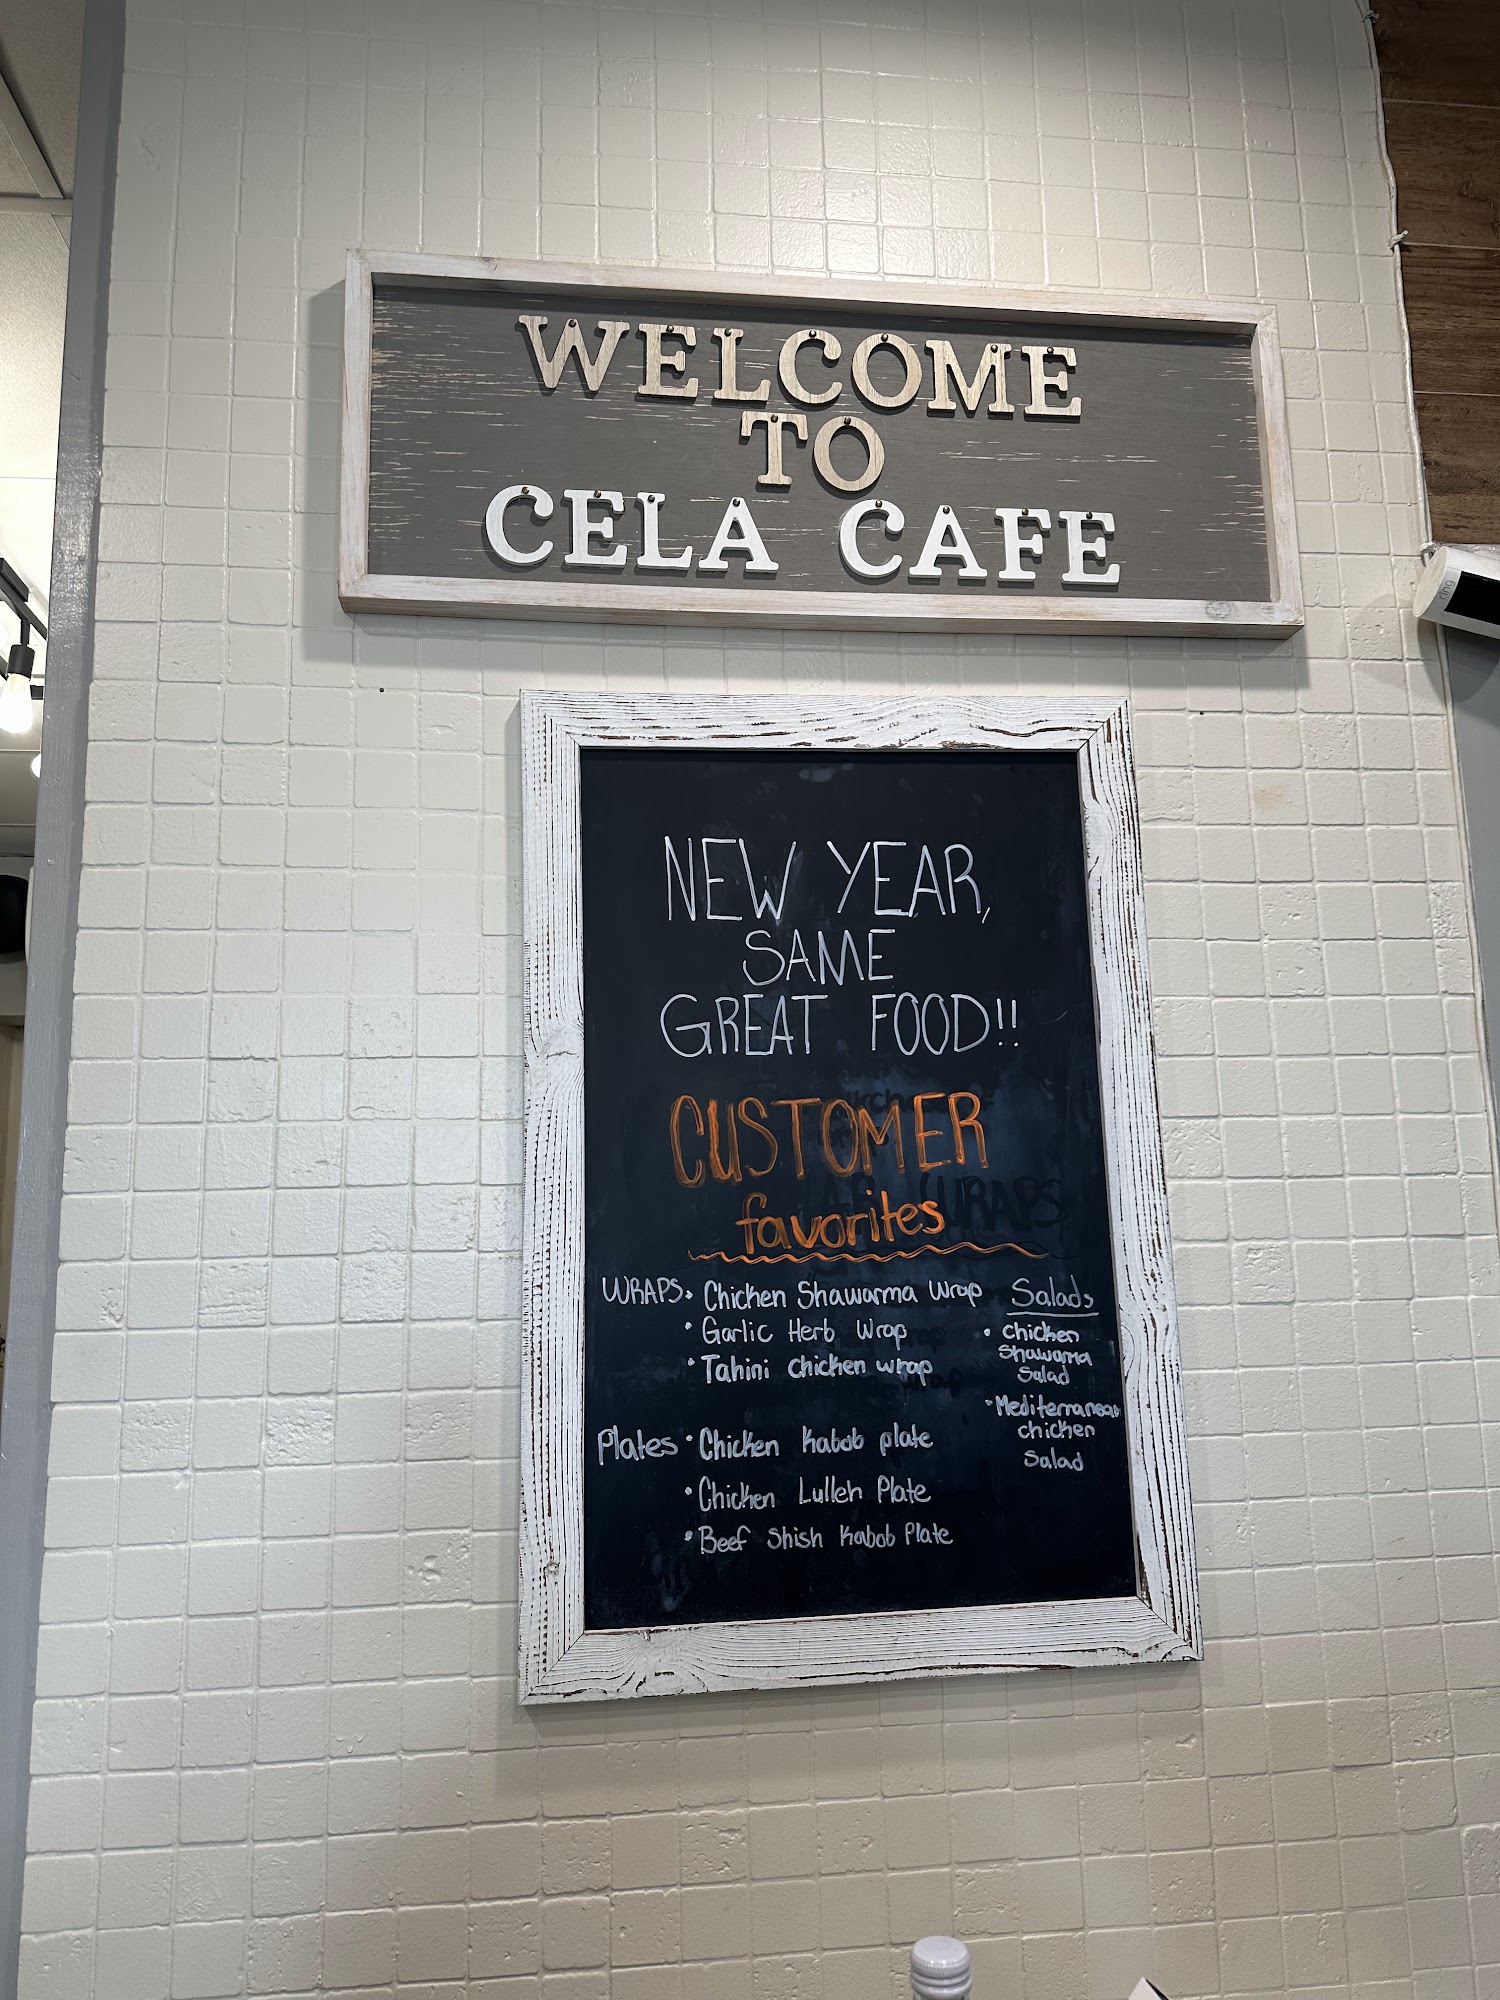 WELCOME
TO
CELA CAFE
ring
NEW YEAR,
SAME
GREAT FOOD!!
CUSTOMER
favorites
WRAPS • Chicken Shawarma Wrap
• Garlic Herb Wrap
• Tahini chicken wrap
Plates • Chicken Kabob plate
• Chicken Lulleh Plate
• Beef Shish Kabob Plate
Salads
• Chicken
Shawarma
Salad
• Mediterranean
chicken
Salad
WRAPS